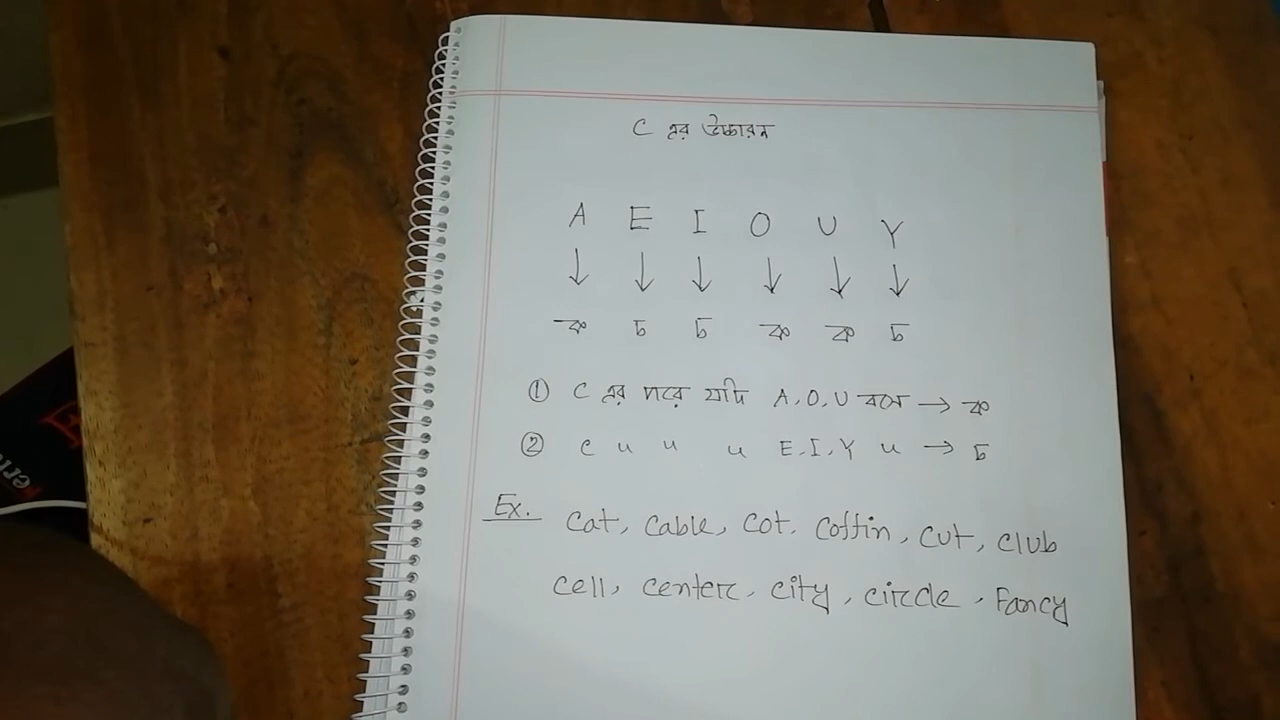 C এর উচ্চারন
A E I O U Y
↓ ↓ ↓ ↓ ↓ ↓
ক চ চ ক ক চ
① C এর পরে যদি A, O, U বসে → ক
② C " " " E, I, Y " → চ
Ex. Cat, Cable, Cot, Coffin, Cut, Club
Cell, Center, City, Circle, Fancy